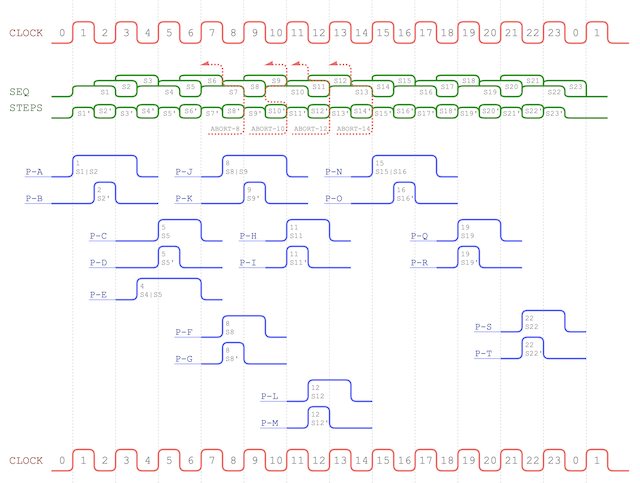 CLOCK 0 1 2 3 4 5 6 7 8 9 10 11 12 13 14 15 16 17 18 19 20 21 22 23 0 1
S3 S6 S9 S12 S15 S18 S21
S2 S5 S8 S11 S14 S17 S20 S23
SEQ S1 S4 S7 S10 S13 S16 S19 S22
STEPS S1' S2' S3' S4' S5' S6' S7' S8' S9' S10' S11' S12' S13' S14' S15' S16' S17' S18' S19' S20' S21' S22'
ABORT-8 ABORT-10 ABORT-12 ABORT-14
1 8 15
P-A S1|S2 P-J S8|S9 P-N S15|S16
2 9 16
P-B S2' P-K S9' P-O S16'
5 11 19
P-C S5 P-H S11 P-Q S19
5 11 19
P-D S5' P-I S11' P-R S19'
4
P-E S4|S5
8 22
P-F S8 P-S S22
8 22
P-G S8' P-T S22'
12
P-L S12
12
P-M S12'
CLOCK 0 1 2 3 4 5 6 7 8 9 10 11 12 13 14 15 16 17 18 19 20 21 22 23 0 1